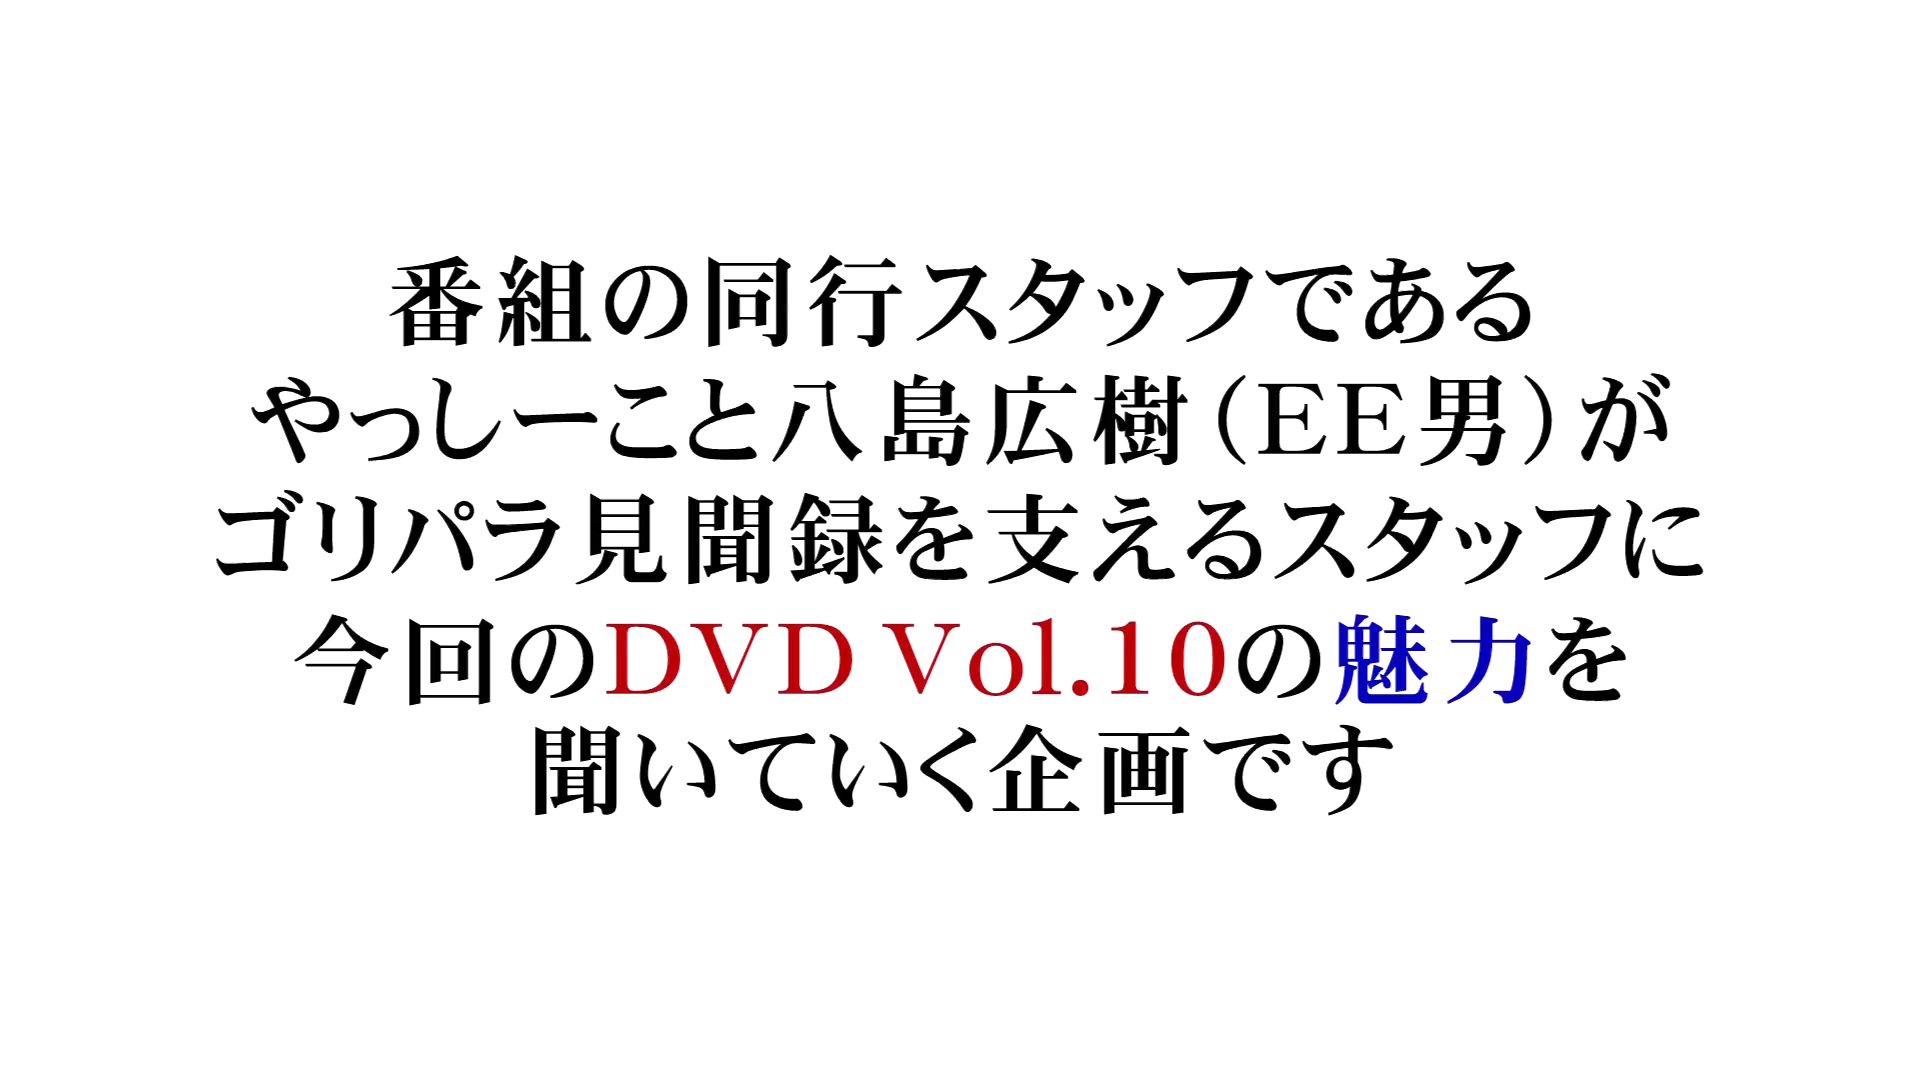 番組の同行スタッフである
やっしーこと八島広樹（EE男）が
ゴリパラ見聞録を支えるスタッフに
今回のDVD Vol.10の魅力を
聞いていく企画です